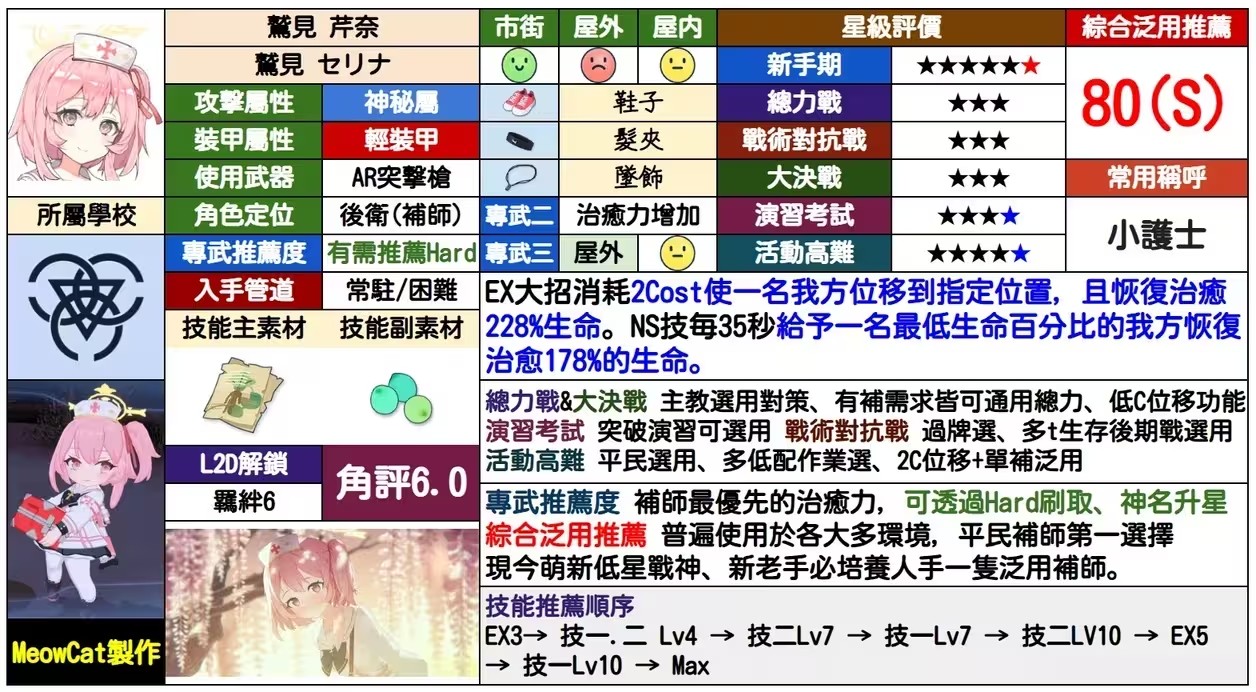 鷲見 芹奈
鷲見 セリナ
攻擊屬性 神秘屬
裝甲屬性 輕裝甲
使用武器 AR突擊槍
所屬學校 角色定位 後衛(補師)
專武推薦度 有需推薦Hard
入手管道 常駐/困難
技能主素材 技能副素材
L2D解鎖
羈絆6
角評6.0
MeowCat製作
市街 屋外 屋內
鞋子
髮夾
墜飾
專武二 治癒力增加
專武三 屋外
星級評價
新手期 ★★★★★★
總力戰 ★★★
戰術對抗戰 ★★★
大決戰 ★★★
演習考試 ★★★★
活動高難 ★★★★★
綜合泛用推薦
80(S)
常用稱呼
小護士
EX大招消耗2Cost使一名我方位移到指定位置, 且恢復治癒
228%生命。NS技每35秒給予一名最低生命百分比的我方恢復
治愈178%的生命。
總力戰&大決戰 主教選用對策、有補需求皆可通用總力、低C位移功能
演習考試 突破演習可選用 戰術對抗戰 過牌選、多t生存後期戰選用
活動高難 平民選用、多低配作業選、2C位移+單補泛用
專武推薦度 補師最優先的治癒力, 可透過Hard刷取、神名升星
綜合泛用推薦 普遍使用於各大多環境, 平民補師第一選擇
現今萌新低星戰神、新老手必培養人手一隻泛用補師。
技能推薦順序
EX3→ 技一.二 Lv4 → 技二Lv7 → 技一Lv7 → 技二LV10 → EX5
→ 技一Lv10 → Max